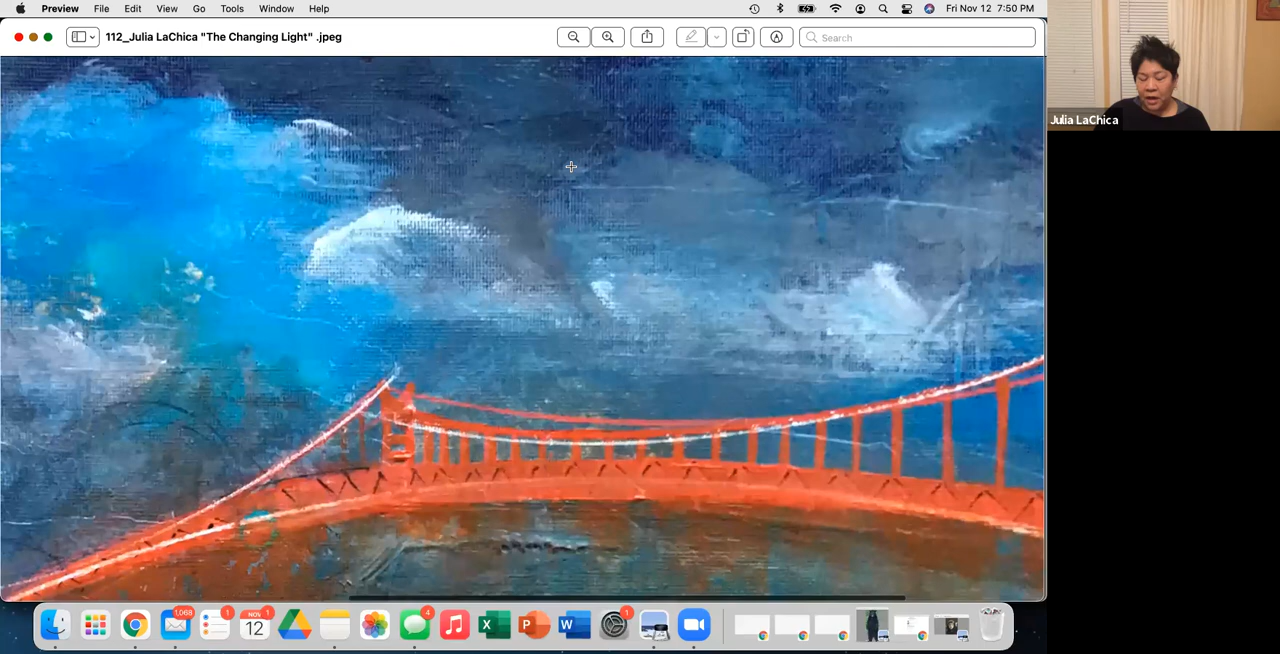 Preview File Edit View Go Tools Window Help Fri Nov 12 7:50 PM
112_Julia LaChica "The Changing Light" .jpeg
Search
Julia LaChica
1,068
1
NOV 1
12
4
X
P
W
1